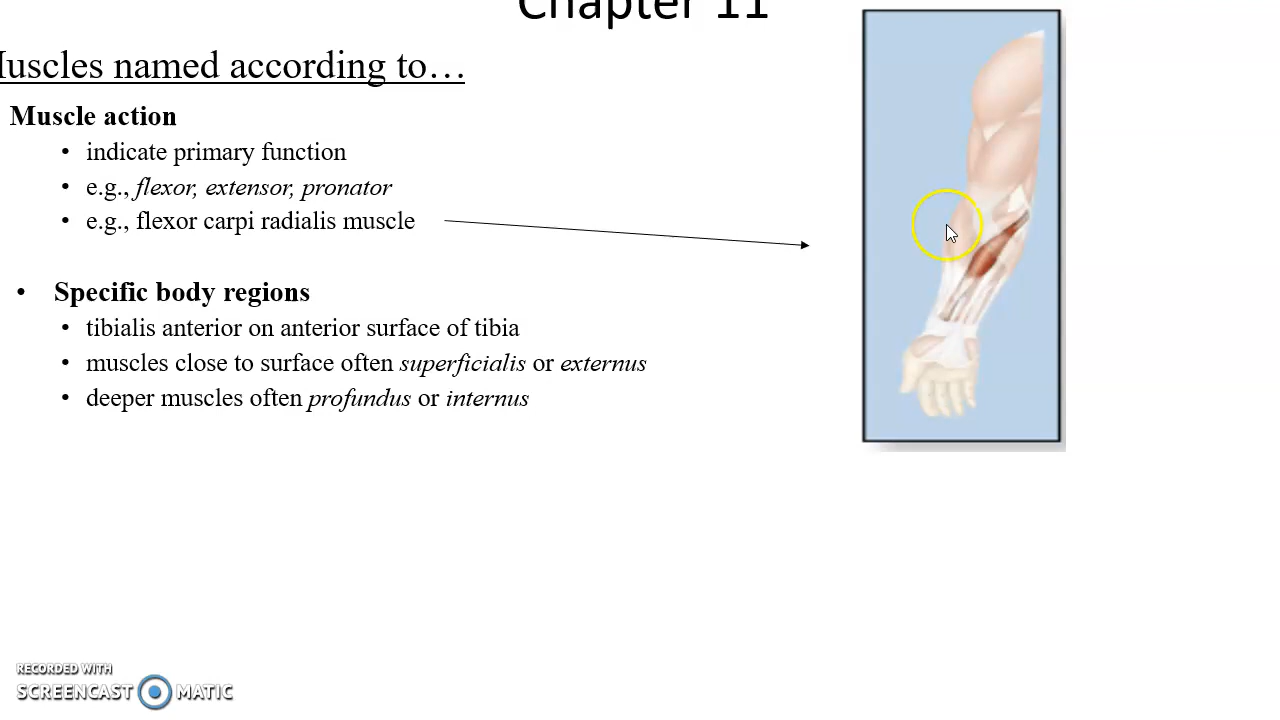 Chapter 11
Muscles named according to…
Muscle action
• indicate primary function
• e.g., flexor, extensor, pronator
• e.g., flexor carpi radialis muscle
• Specific body regions
• tibialis anterior on anterior surface of tibia
• muscles close to surface often superficialis or externus
• deeper muscles often profundus or internus
RECORDED WITH
SCREENCAST MATIC